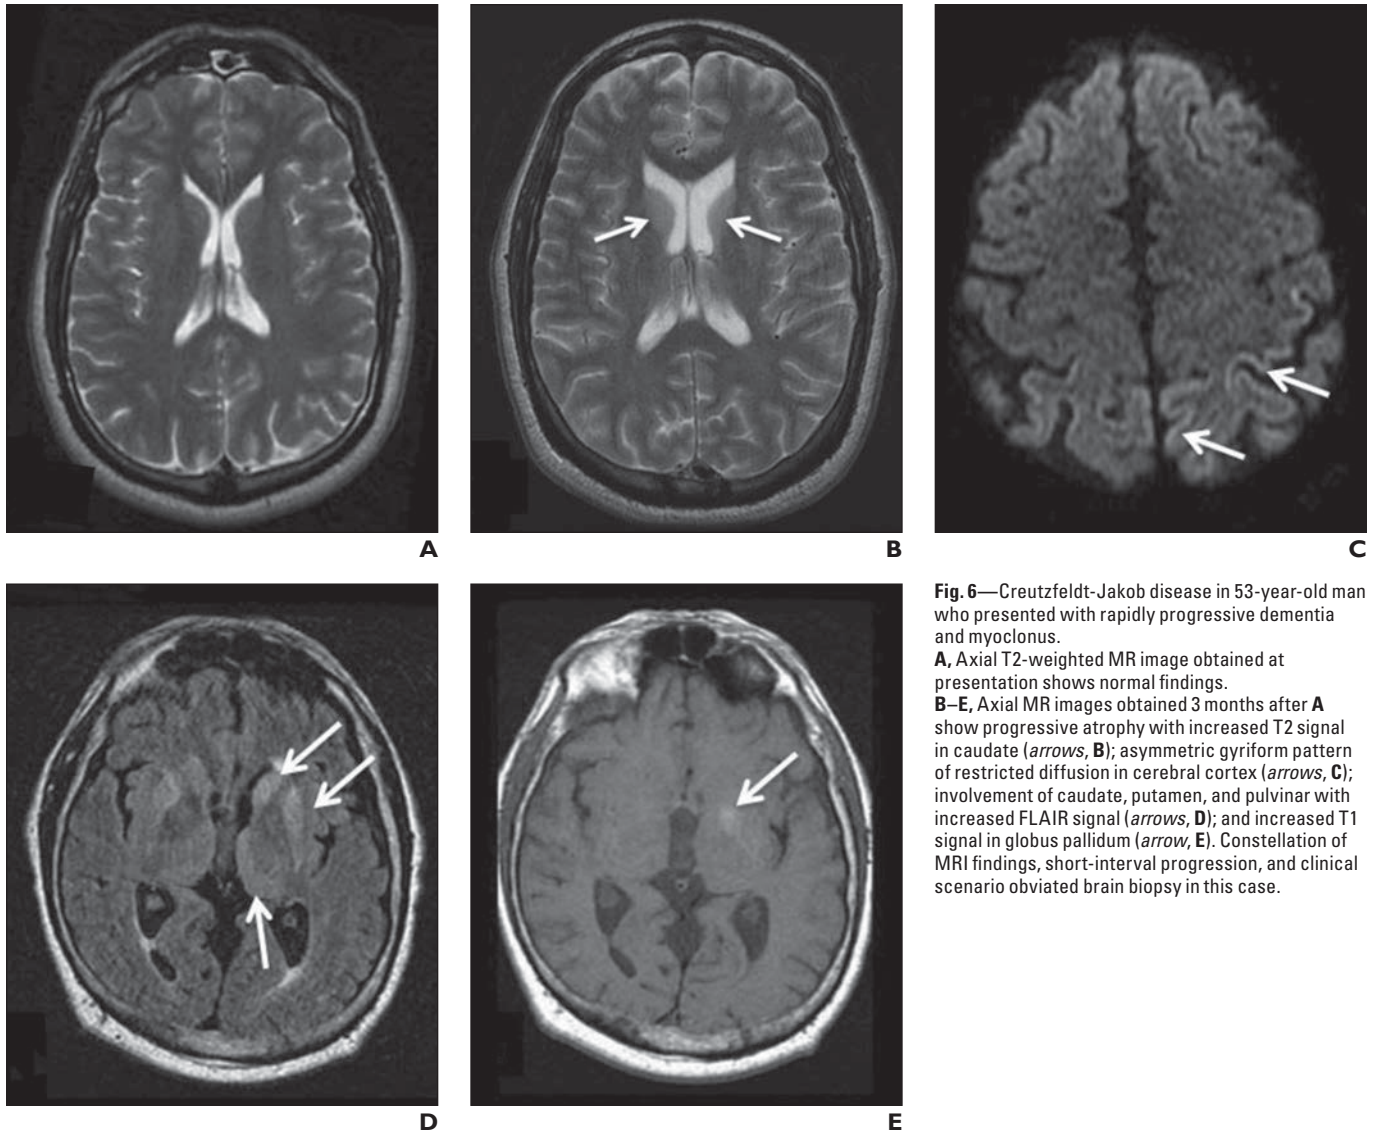 A
B
C
D
E
Fig. 6—Creutzfeldt-Jakob disease in 53-year-old man
who presented with rapidly progressive dementia
and myoclonus.
A, Axial T2-weighted MR image obtained at
presentation shows normal findings.
B–E, Axial MR images obtained 3 months after A
show progressive atrophy with increased T2 signal
in caudate (arrows, B); asymmetric gyriform pattern
of restricted diffusion in cerebral cortex (arrows, C);
involvement of caudate, putamen, and pulvinar with
increased FLAIR signal (arrows, D); and increased T1
signal in globus pallidum (arrow, E). Constellation of
MRI findings, short-interval progression, and clinical
scenario obviated brain biopsy in this case.